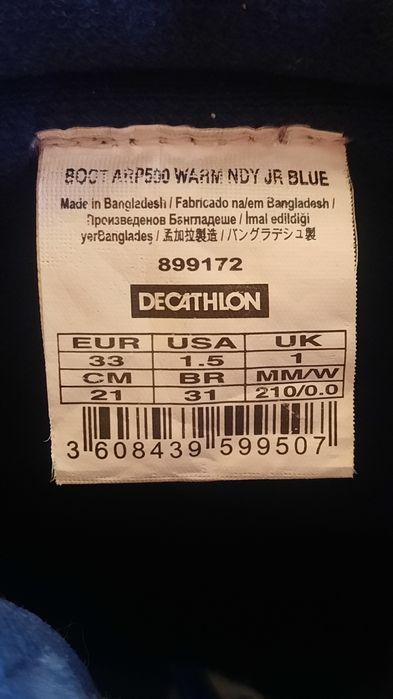 BOOT ARP500 WARM NDY JR BLUE
Made in Bangladesh / Fabricado na/em Bangladesh /
Произведенов Бангладеше / İmal edildiği
yerBanglades / 孟加拉製造 / バングラデシュ製
899172
DECATHLON
EUR USA UK
33 1.5 1
CM BR MM/W
21 31 210/0.0
3 608439 599507